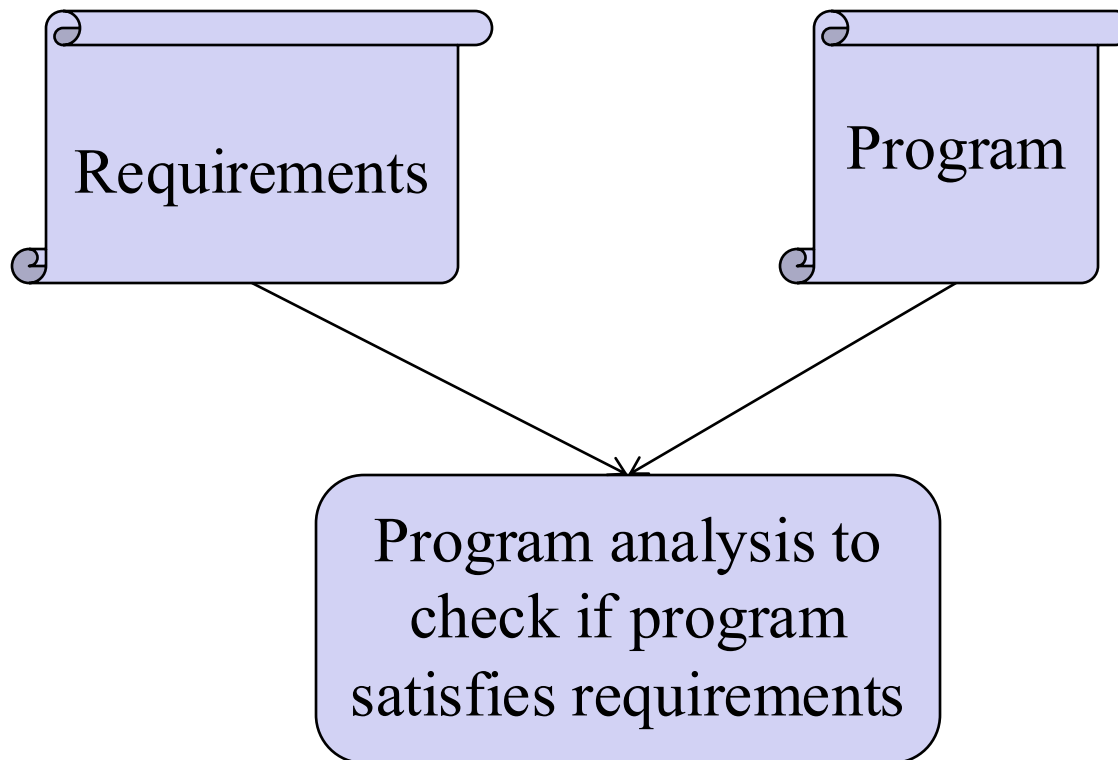 Requirements
Program
Program analysis to
check if program
satisfies requirements